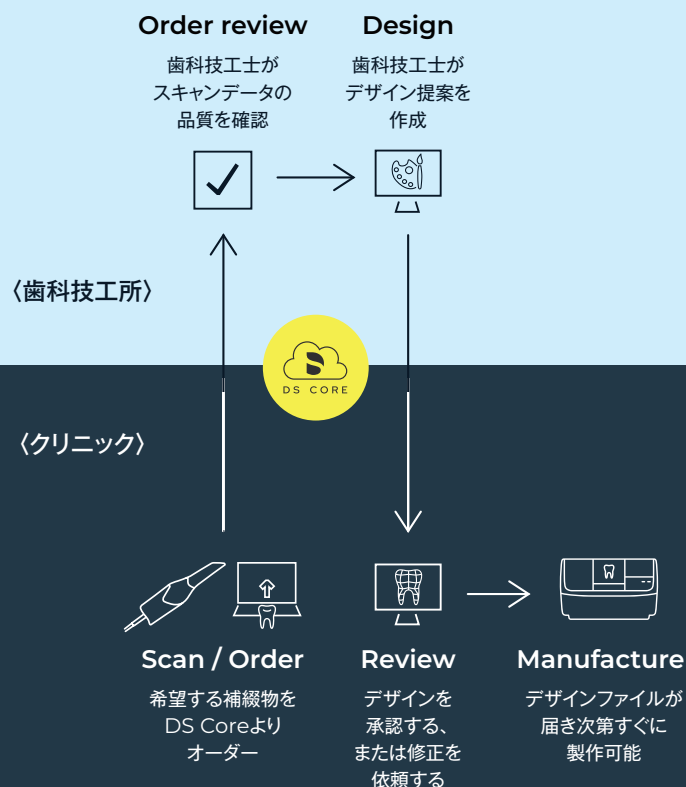 Order review
歯科技工士が
スキャンデータの
品質を確認
Design
歯科技工士が
デザイン提案を
作成
〈歯科技工所〉
DS CORE
〈クリニック〉
Scan / Order
希望する補綴物を
DS Coreより
オーダー
Review
デザインを
承認する、
または修正を
依頼する
Manufacture
デザインファイルが
届き次第すぐに
製作可能